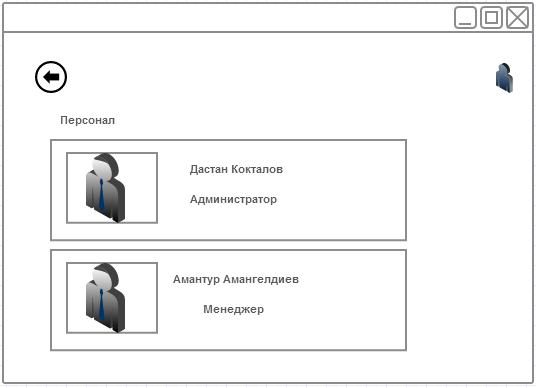 Персонал
Дастан Кокталов
Администратор
Амантур Амангелдиев
Менеджер